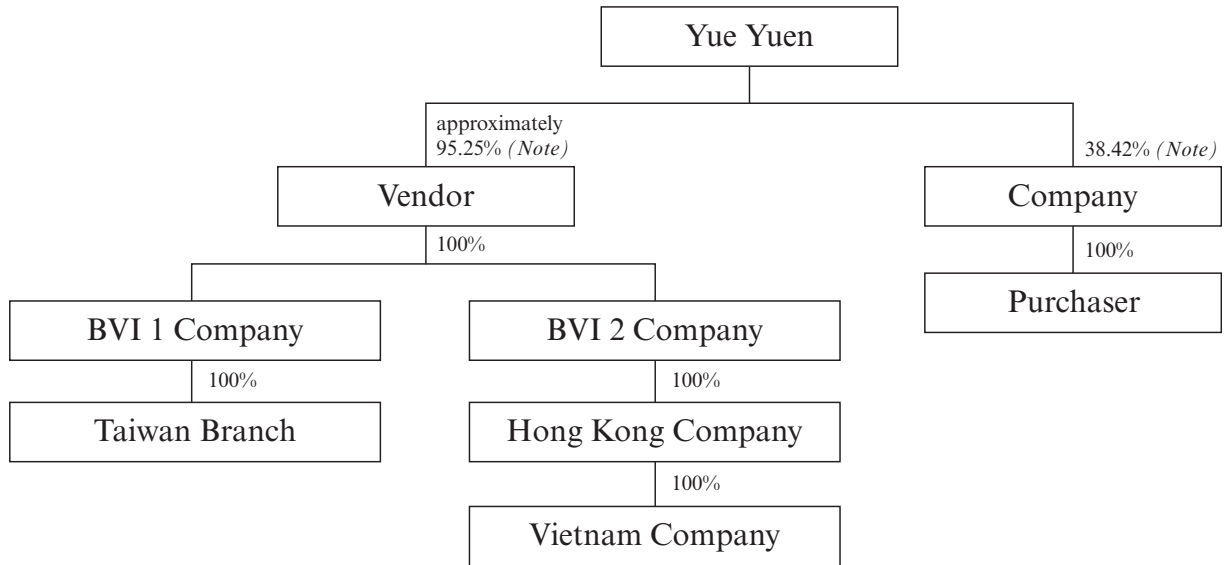 Yue Yuen
approximately
95.25% (Note)
38.42% (Note)
Vendor
Company
100%
100%
BVI 1 Company
BVI 2 Company
Purchaser
100%
100%
Taiwan Branch
Hong Kong Company
100%
Vietnam Company